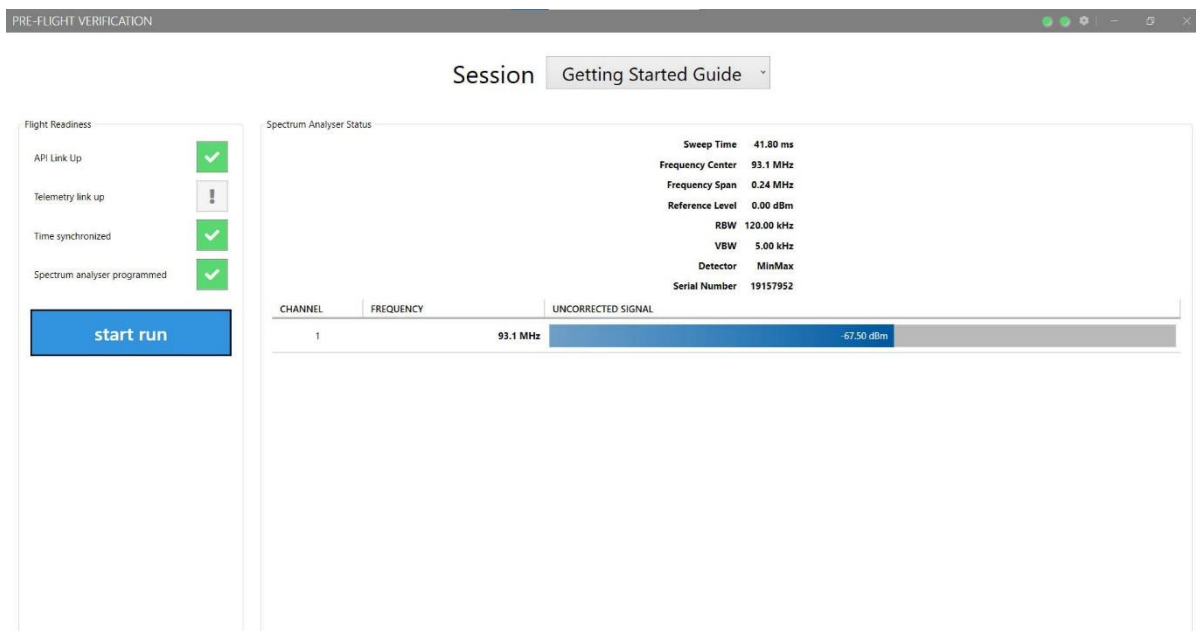 PRE-FLIGHT VERIFICATION
Session Getting Started Guide
Flight Readiness
API Link Up
Telemetry link up
!
Time synchronized
Spectrum analyser programmed
start run
Spectrum Analyser Status
Sweep Time 41.80 ms
Frequency Center 93.1 MHz
Frequency Span 0.24 MHz
Reference Level 0.00 dBm
RBW 120.00 kHz
VBW 5.00 kHz
Detector MinMax
Serial Number 19157952
CHANNEL FREQUENCY UNCORRECTED SIGNAL
1 93.1 MHz -67.50 dBm